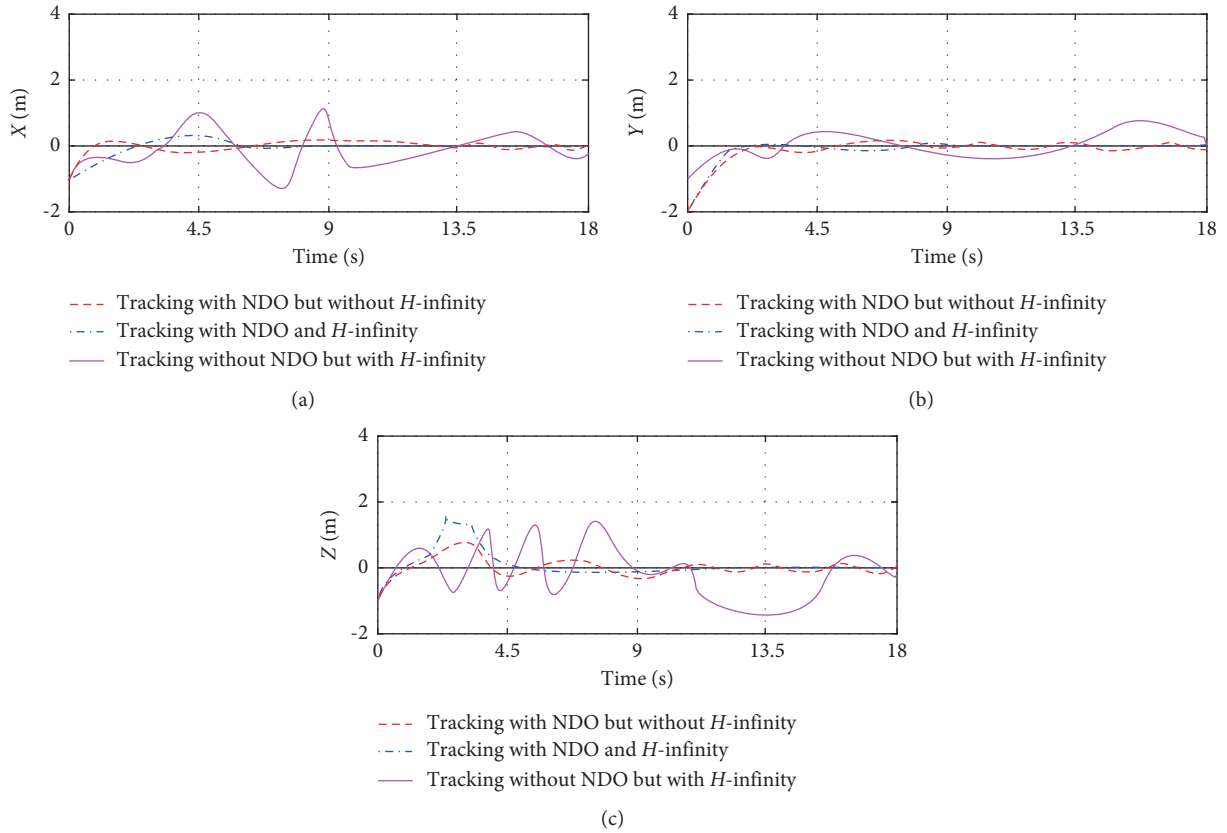 4
2
0
-2
X (m)
0 4.5 9 13.5 18
Time (s)
Tracking with NDO but without H-infinity
Tracking with NDO and H-infinity
Tracking without NDO but with H-infinity
(a)
4
2
0
-2
Y (m)
0 4.5 9 13.5 18
Time (s)
Tracking with NDO but without H-infinity
Tracking with NDO and H-infinity
Tracking without NDO but with H-infinity
(b)
4
2
0
-2
Z (m)
0 4.5 9 13.5 18
Time (s)
Tracking with NDO but without H-infinity
Tracking with NDO and H-infinity
Tracking without NDO but with H-infinity
(c)